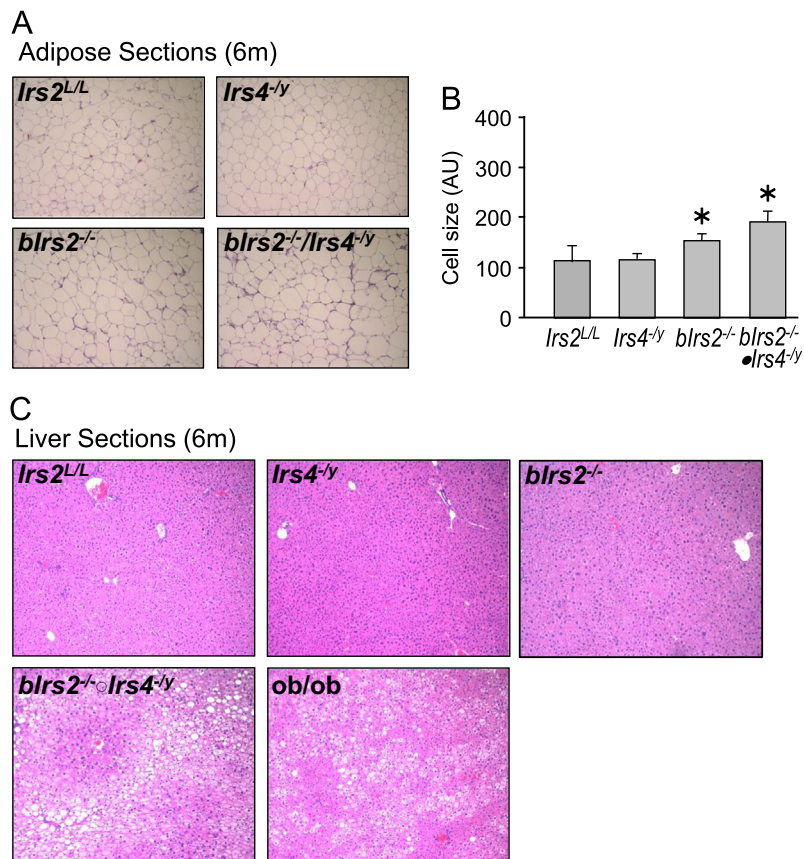 A
Adipose Sections (6m)
Irs2L/L
Irs4-/y
bIrs2-/-
bIrs2-/-/Irs4-/y
B
Cell size (AU)
400
300
200
100
0
*
*
Irs2L/L
Irs4-/y
bIrs2-/-
bIrs2-/-
●Irs4-/y
C
Liver Sections (6m)
Irs2L/L
Irs4-/y
bIrs2-/-
bIrs2-/-○Irs4-/y
ob/ob